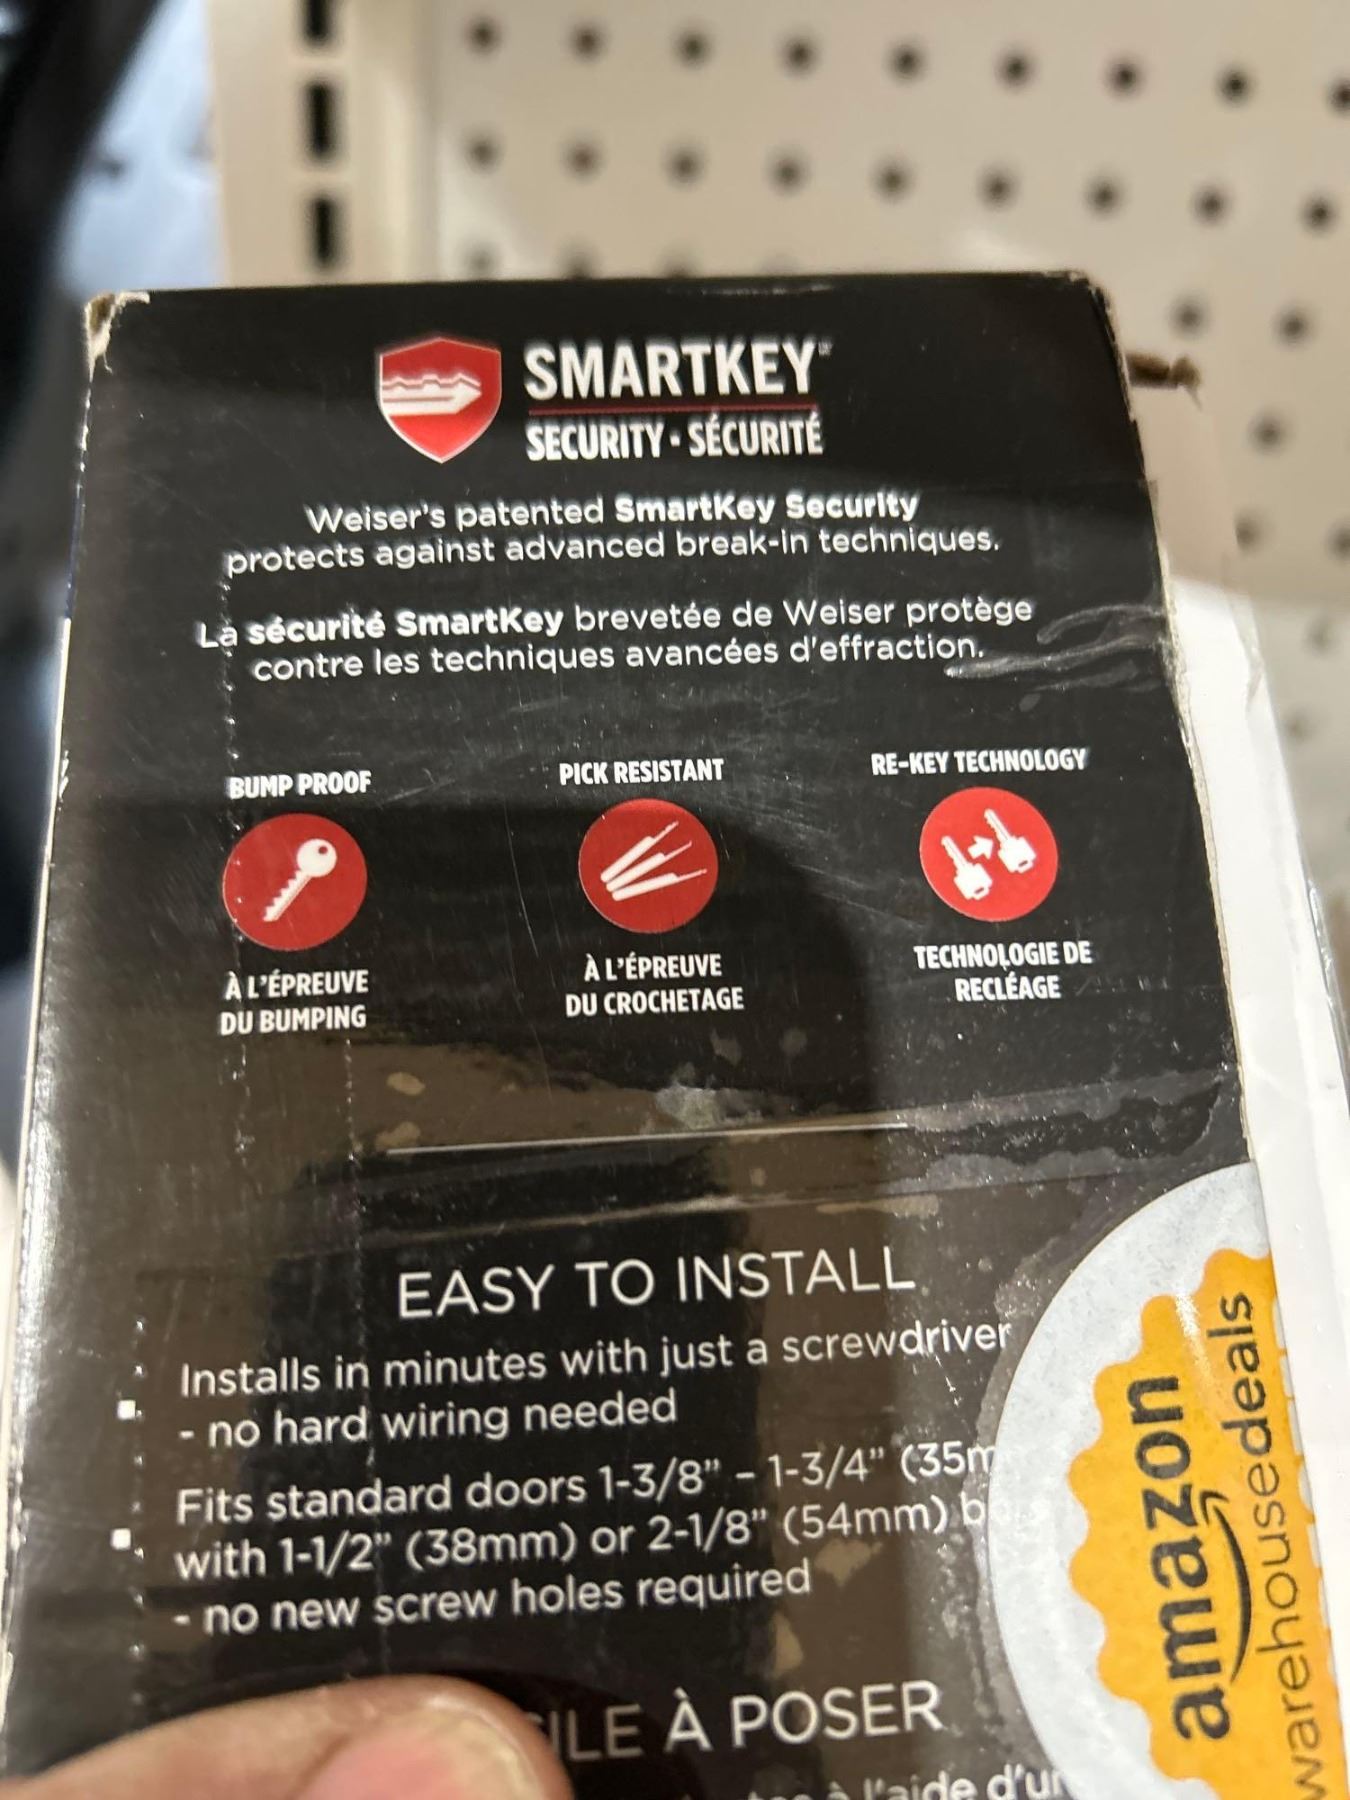 SMARTKEY
SECURITY • SÉCURITÉ
Weiser's patented SmartKey Security
protects against advanced break-in techniques.
La sécurité SmartKey brevetée de Weiser protège
contre les techniques avancées d'effraction.
BUMP PROOF
À L'ÉPREUVE
DU BUMPING
PICK RESISTANT
À L'ÉPREUVE
DU CROCHETAGE
RE-KEY TECHNOLOGY
TECHNOLOGIE DE
RECLÉAGE
EASY TO INSTALL
Installs in minutes with just a screwdriver
- no hard wiring needed
Fits standard doors 1-3/8" – 1-3/4" (35m
with 1-1/2" (38mm) or 2-1/8" (54mm)
- no new screw holes required
ILE À POSER
à l'aide d'un
amazon
warehousedeals